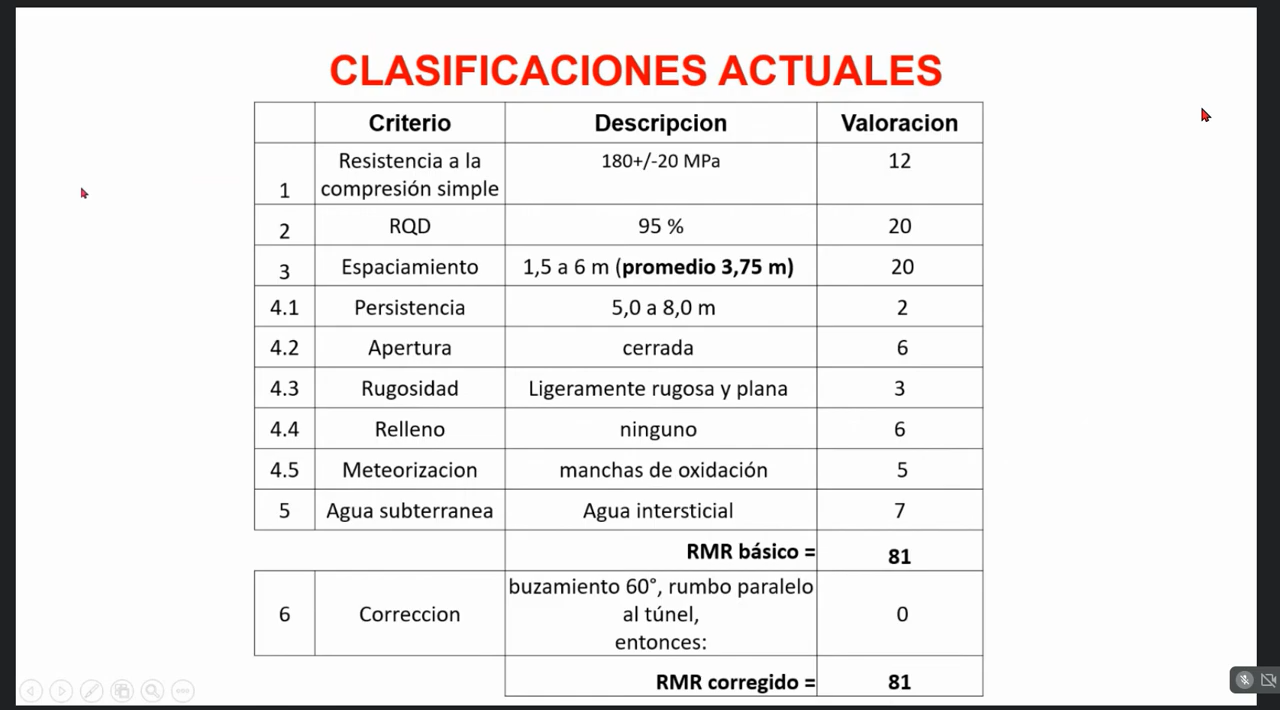 CLASIFICACIONES ACTUALES
Criterio Descripcion Valoracion
1 Resistencia a la compresión simple 180+/-20 MPa 12
2 RQD 95 % 20
3 Espaciamiento 1,5 a 6 m (promedio 3,75 m) 20
4.1 Persistencia 5,0 a 8,0 m 2
4.2 Apertura cerrada 6
4.3 Rugosidad Ligeramente rugosa y plana 3
4.4 Relleno ninguno 6
4.5 Meteorizacion manchas de oxidación 5
5 Agua subterranea Agua intersticial 7
RMR básico = 81
6 Correccion buzamiento 60°, rumbo paralelo al túnel, entonces: 0
RMR corregido = 81